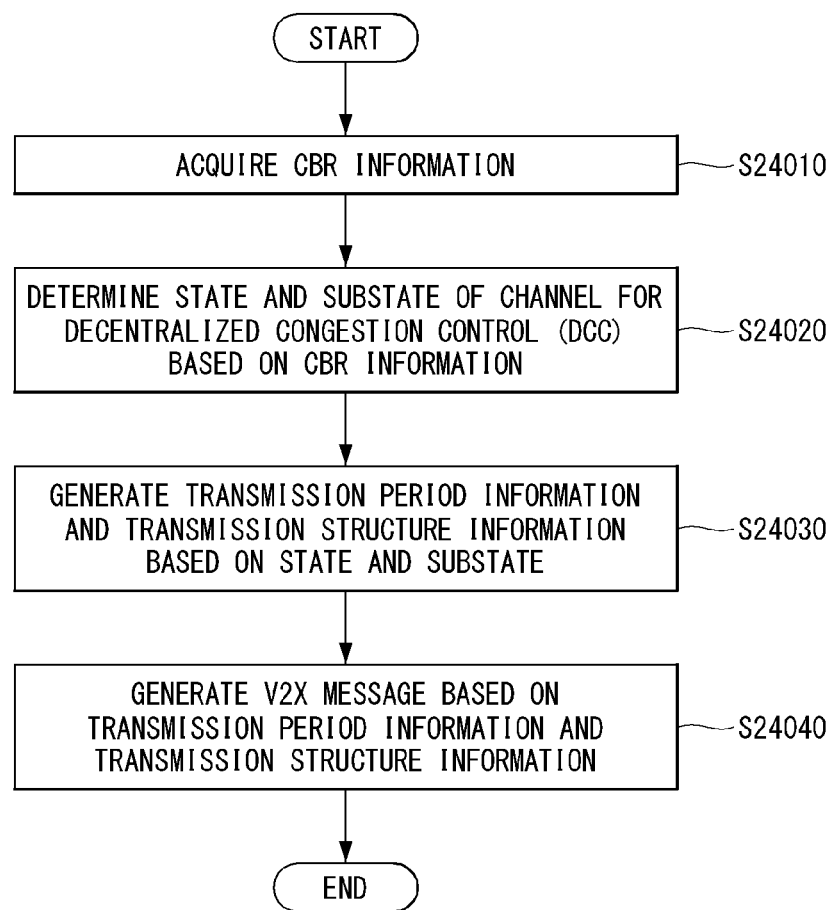 START
ACQUIRE CBR INFORMATION
S24010
DETERMINE STATE AND SUBSTATE OF CHANNEL FOR
DECENTRALIZED CONGESTION CONTROL (DCC)
BASED ON CBR INFORMATION
S24020
GENERATE TRANSMISSION PERIOD INFORMATION
AND TRANSMISSION STRUCTURE INFORMATION
BASED ON STATE AND SUBSTATE
S24030
GENERATE V2X MESSAGE BASED ON
TRANSMISSION PERIOD INFORMATION AND
TRANSMISSION STRUCTURE INFORMATION
S24040
END